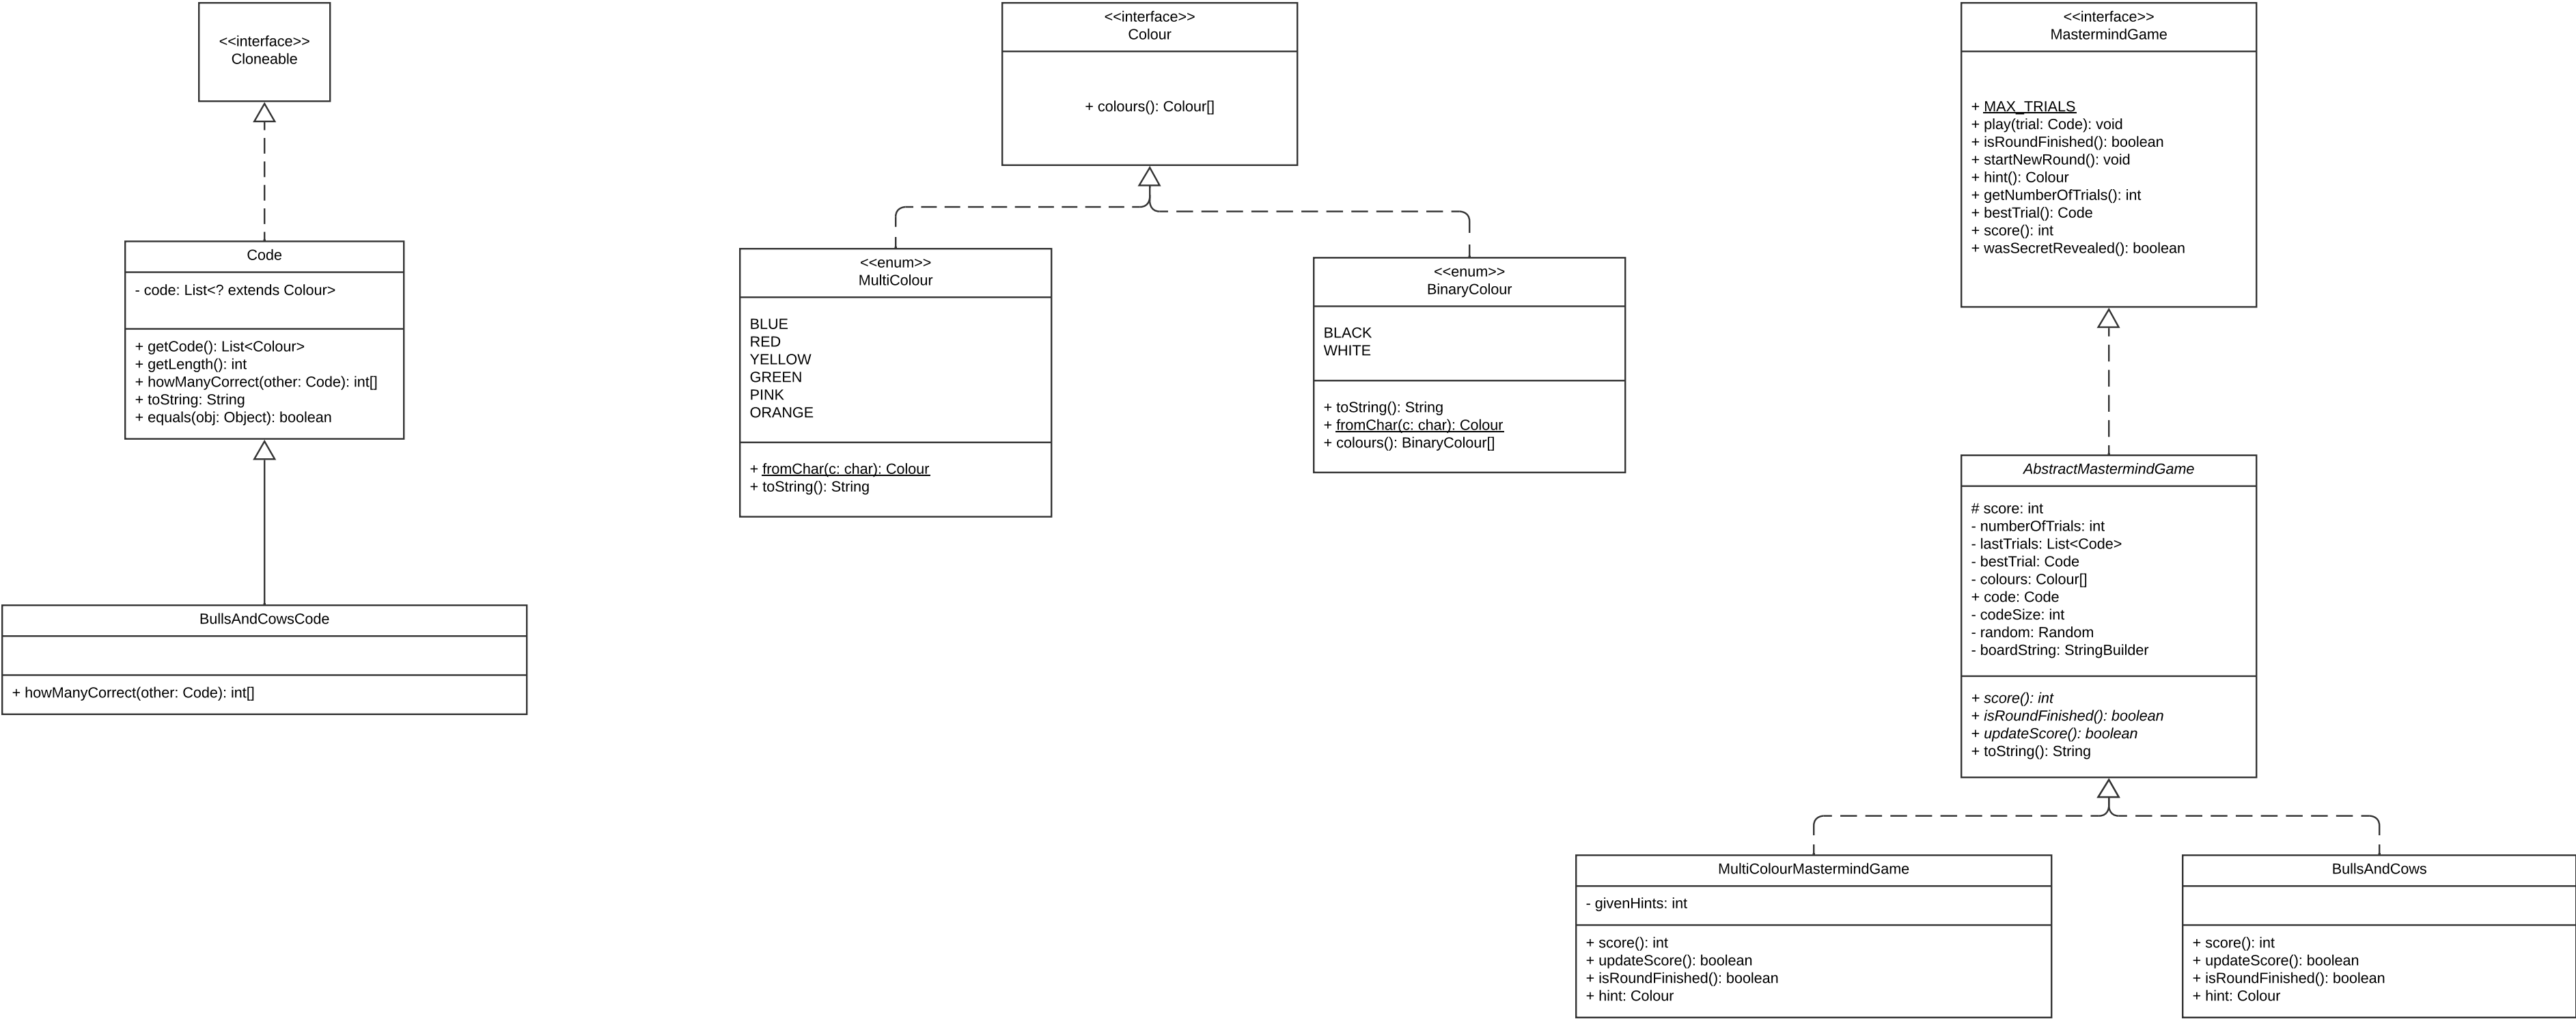 <<interface>>
Cloneable
Code
- code: List<? extends Colour>
+ getCode(): List<Colour>
+ getLength(): int
+ howManyCorrect(other: Code): int[]
+ toString: String
+ equals(obj: Object): boolean
BullsAndCowsCode
+ howManyCorrect(other: Code): int[]
<<interface>>
Colour
+ colours(): Colour[]
<<enum>>
MultiColour
BLUE
RED
YELLOW
GREEN
PINK
ORANGE
+ fromChar(c: char): Colour
+ toString(): String
<<enum>>
BinaryColour
BLACK
WHITE
+ toString(): String
+ fromChar(c: char): Colour
+ colours(): BinaryColour[]
<<interface>>
MastermindGame
+ MAX_TRIALS
+ play(trial: Code): void
+ isRoundFinished(): boolean
+ startNewRound(): void
+ hint(): Colour
+ getNumberOfTrials(): int
+ bestTrial(): Code
+ score(): int
+ wasSecretRevealed(): boolean
AbstractMastermindGame
# score: int
- numberOfTrials: int
- lastTrials: List<Code>
- bestTrial: Code
- colours: Colour[]
+ code: Code
- codeSize: int
- random: Random
- boardString: StringBuilder
+ score(): int
+ isRoundFinished(): boolean
+ updateScore(): boolean
+ toString(): String
MultiColourMastermindGame
- givenHints: int
+ score(): int
+ updateScore(): boolean
+ isRoundFinished(): boolean
+ hint: Colour
BullsAndCows
+ score(): int
+ updateScore(): boolean
+ isRoundFinished(): boolean
+ hint: Colour